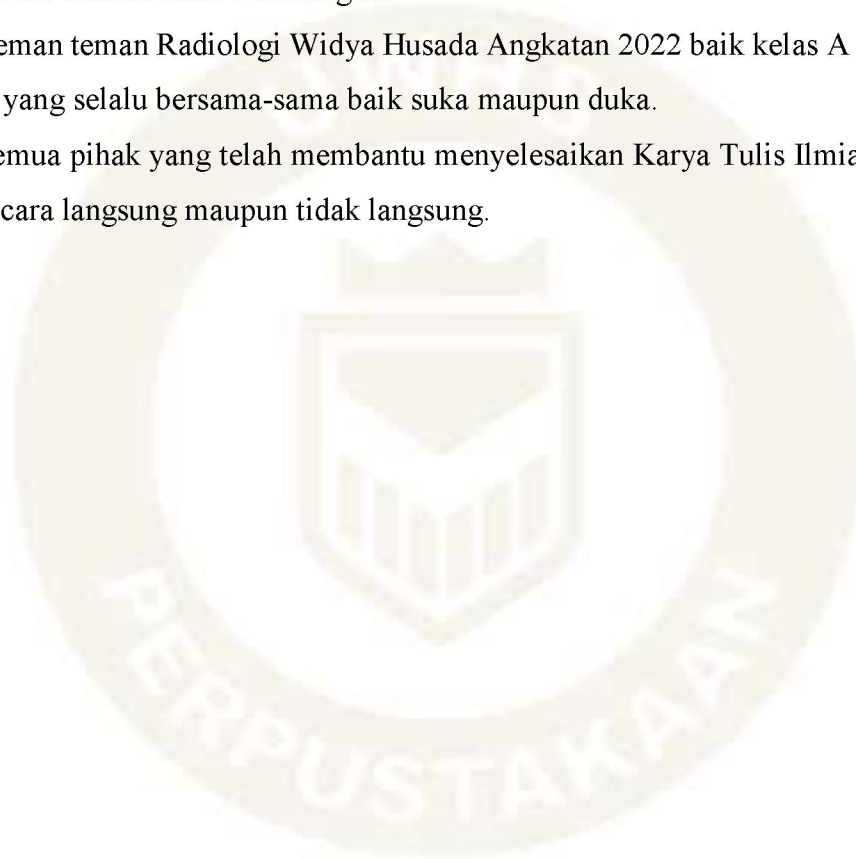 eman teman Radiologi Widya Husada Angkatan 2022 baik kelas A
yang selalu bersama-sama baik suka maupun duka.
emua pihak yang telah membantu menyelesaikan Karya Tulis Ilmia
cara langsung maupun tidak langsung.
PERPUSTAKAAN